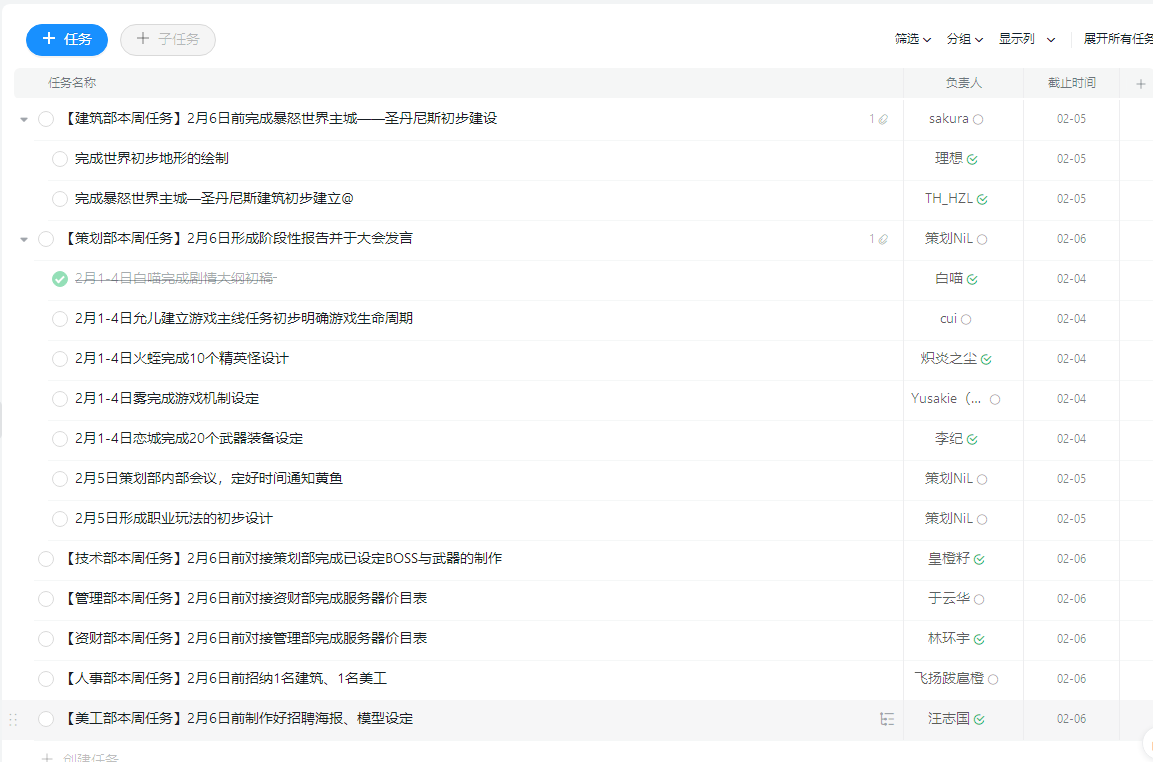 + 任务 + 子任务 筛选 分组 显示列 展开所有任务
任务名称 负责人 截止时间 +
【建筑部本周任务】2月6日前完成暴怒世界主城——圣丹尼斯初步建设 1 sakura 02-05
完成世界初步地形的绘制 理想 02-05
完成暴怒世界主城—圣丹尼斯建筑初步建立@ TH_HZL 02-05
【策划部本周任务】2月6日形成阶段性报告并于大会发言 1 策划NiL 02-06
2月1-4日白喵完成剧情大纲初稿· 白喵 02-04
2月1-4日允儿建立游戏主线任务初步明确游戏生命周期 cui 02-04
2月1-4日火蛭完成10个精英怪设计 炽炎之尘 02-04
2月1-4日雾完成游戏机制设定 Yusakie（... 02-04
2月1-4日恋城完成20个武器装备设定 李纪 02-04
2月5日策划部内部会议，定好时间通知黄鱼 策划NiL 02-05
2月5日形成职业玩法的初步设计 策划NiL 02-05
【技术部本周任务】2月6日前对接策划部完成已设定BOSS与武器的制作 皇橙籽 02-06
【管理部本周任务】2月6日前对接资财部完成服务器价目表 于云华 02-06
【资财部本周任务】2月6日前对接管理部完成服务器价目表 林环宇 02-06
【人事部本周任务】2月6日前招纳1名建筑、1名美工 飞扬跋扈橙 02-06
【美工部本周任务】2月6日前制作好招聘海报、模型设定 汪志国 02-06
+ 创建任务